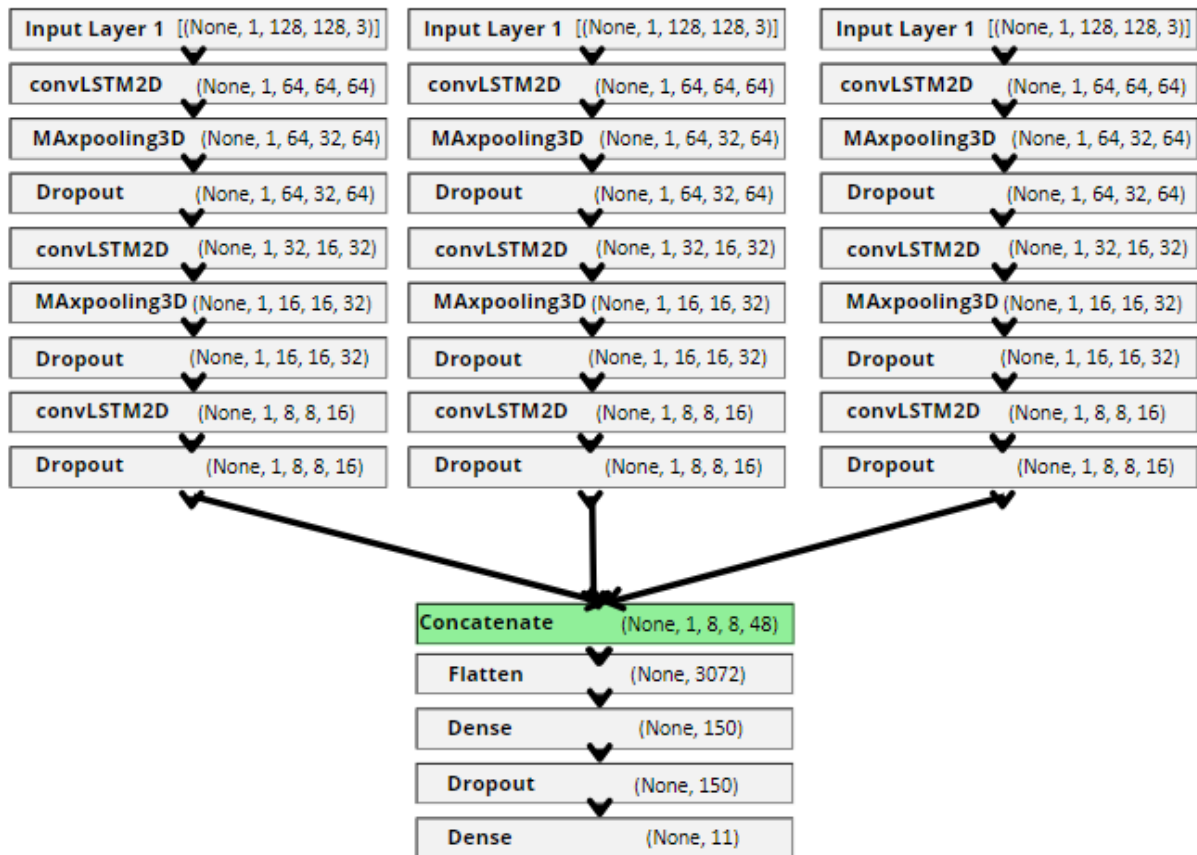 Input Layer 1 [(None, 1, 128, 128, 3)]
convLSTM2D (None, 1, 64, 64, 64)
MAxpooling3D (None, 1, 64, 32, 64)
Dropout (None, 1, 64, 32, 64)
convLSTM2D (None, 1, 32, 16, 32)
MAxpooling3D (None, 1, 16, 16, 32)
Dropout (None, 1, 16, 16, 32)
convLSTM2D (None, 1, 8, 8, 16)
Dropout (None, 1, 8, 8, 16)
Input Layer 1 [(None, 1, 128, 128, 3)]
convLSTM2D (None, 1, 64, 64, 64)
MAxpooling3D (None, 1, 64, 32, 64)
Dropout (None, 1, 64, 32, 64)
convLSTM2D (None, 1, 32, 16, 32)
MAxpooling3D (None, 1, 16, 16, 32)
Dropout (None, 1, 16, 16, 32)
convLSTM2D (None, 1, 8, 8, 16)
Dropout (None, 1, 8, 8, 16)
Input Layer 1 [(None, 1, 128, 128, 3)]
convLSTM2D (None, 1, 64, 64, 64)
MAxpooling3D (None, 1, 64, 32, 64)
Dropout (None, 1, 64, 32, 64)
convLSTM2D (None, 1, 32, 16, 32)
MAxpooling3D (None, 1, 16, 16, 32)
Dropout (None, 1, 16, 16, 32)
convLSTM2D (None, 1, 8, 8, 16)
Dropout (None, 1, 8, 8, 16)
Concatenate (None, 1, 8, 8, 48)
Flatten (None, 3072)
Dense (None, 150)
Dropout (None, 150)
Dense (None, 11)